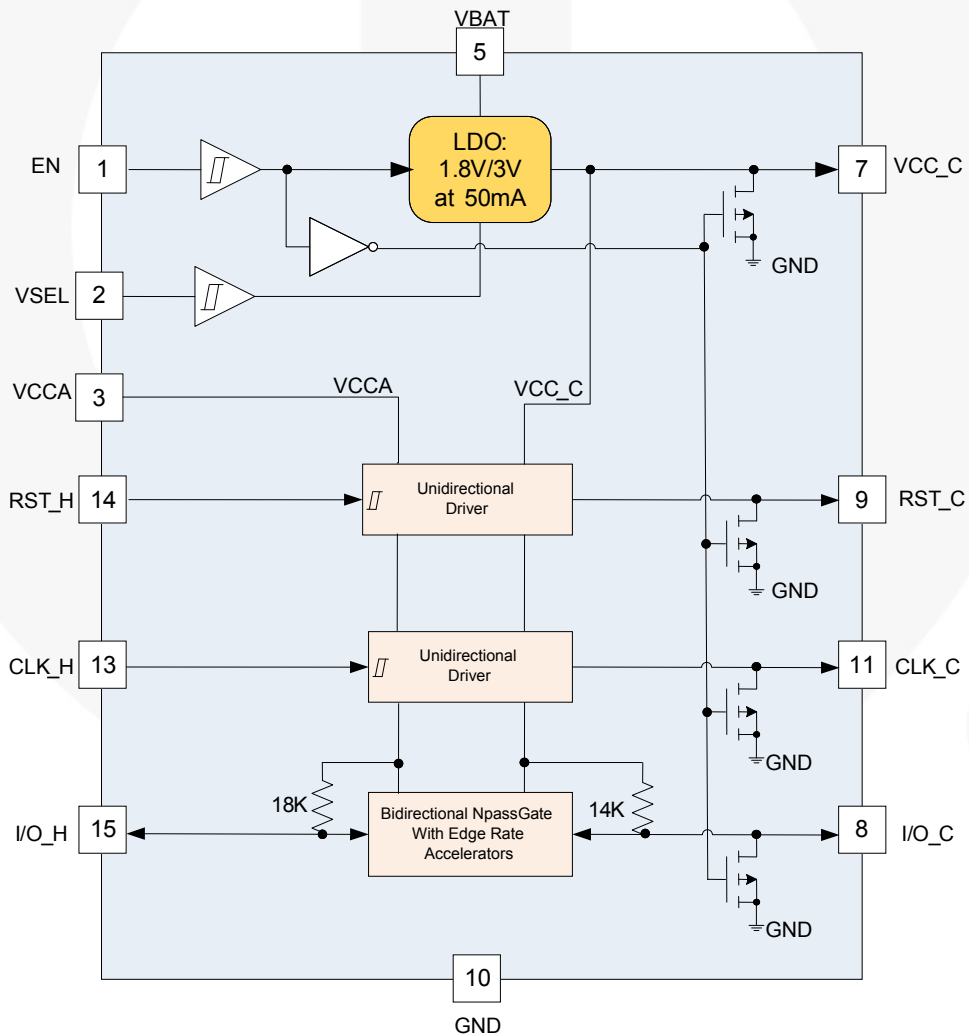 VBAT
5
EN
1
LDO:
1.8V/3V
at 50mA
7
VCC_C
GND
VSEL
2
VCCA
3
VCCA
VCC_C
RST_H
14
Unidirectional
Driver
9
RST_C
GND
CLK_H
13
Unidirectional
Driver
11
CLK_C
GND
18K
14K
I/O_H
15
Bidirectional NpassGate
With Edge Rate
Accelerators
8
I/O_C
GND
10
GND